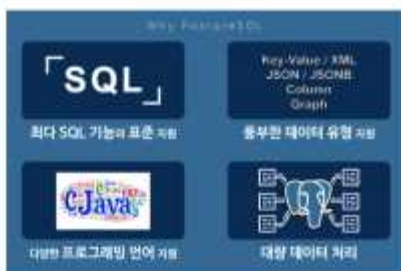 Why PostgreSQL
「SQL」
Key-Value / XML
JSON / JSONB
Column
Graph
최다 SQL 기능과 표준 지원
풍부한 데이터 유형 지원
C Java
다양한 프로그래밍 언어 지원
대량 데이터 처리